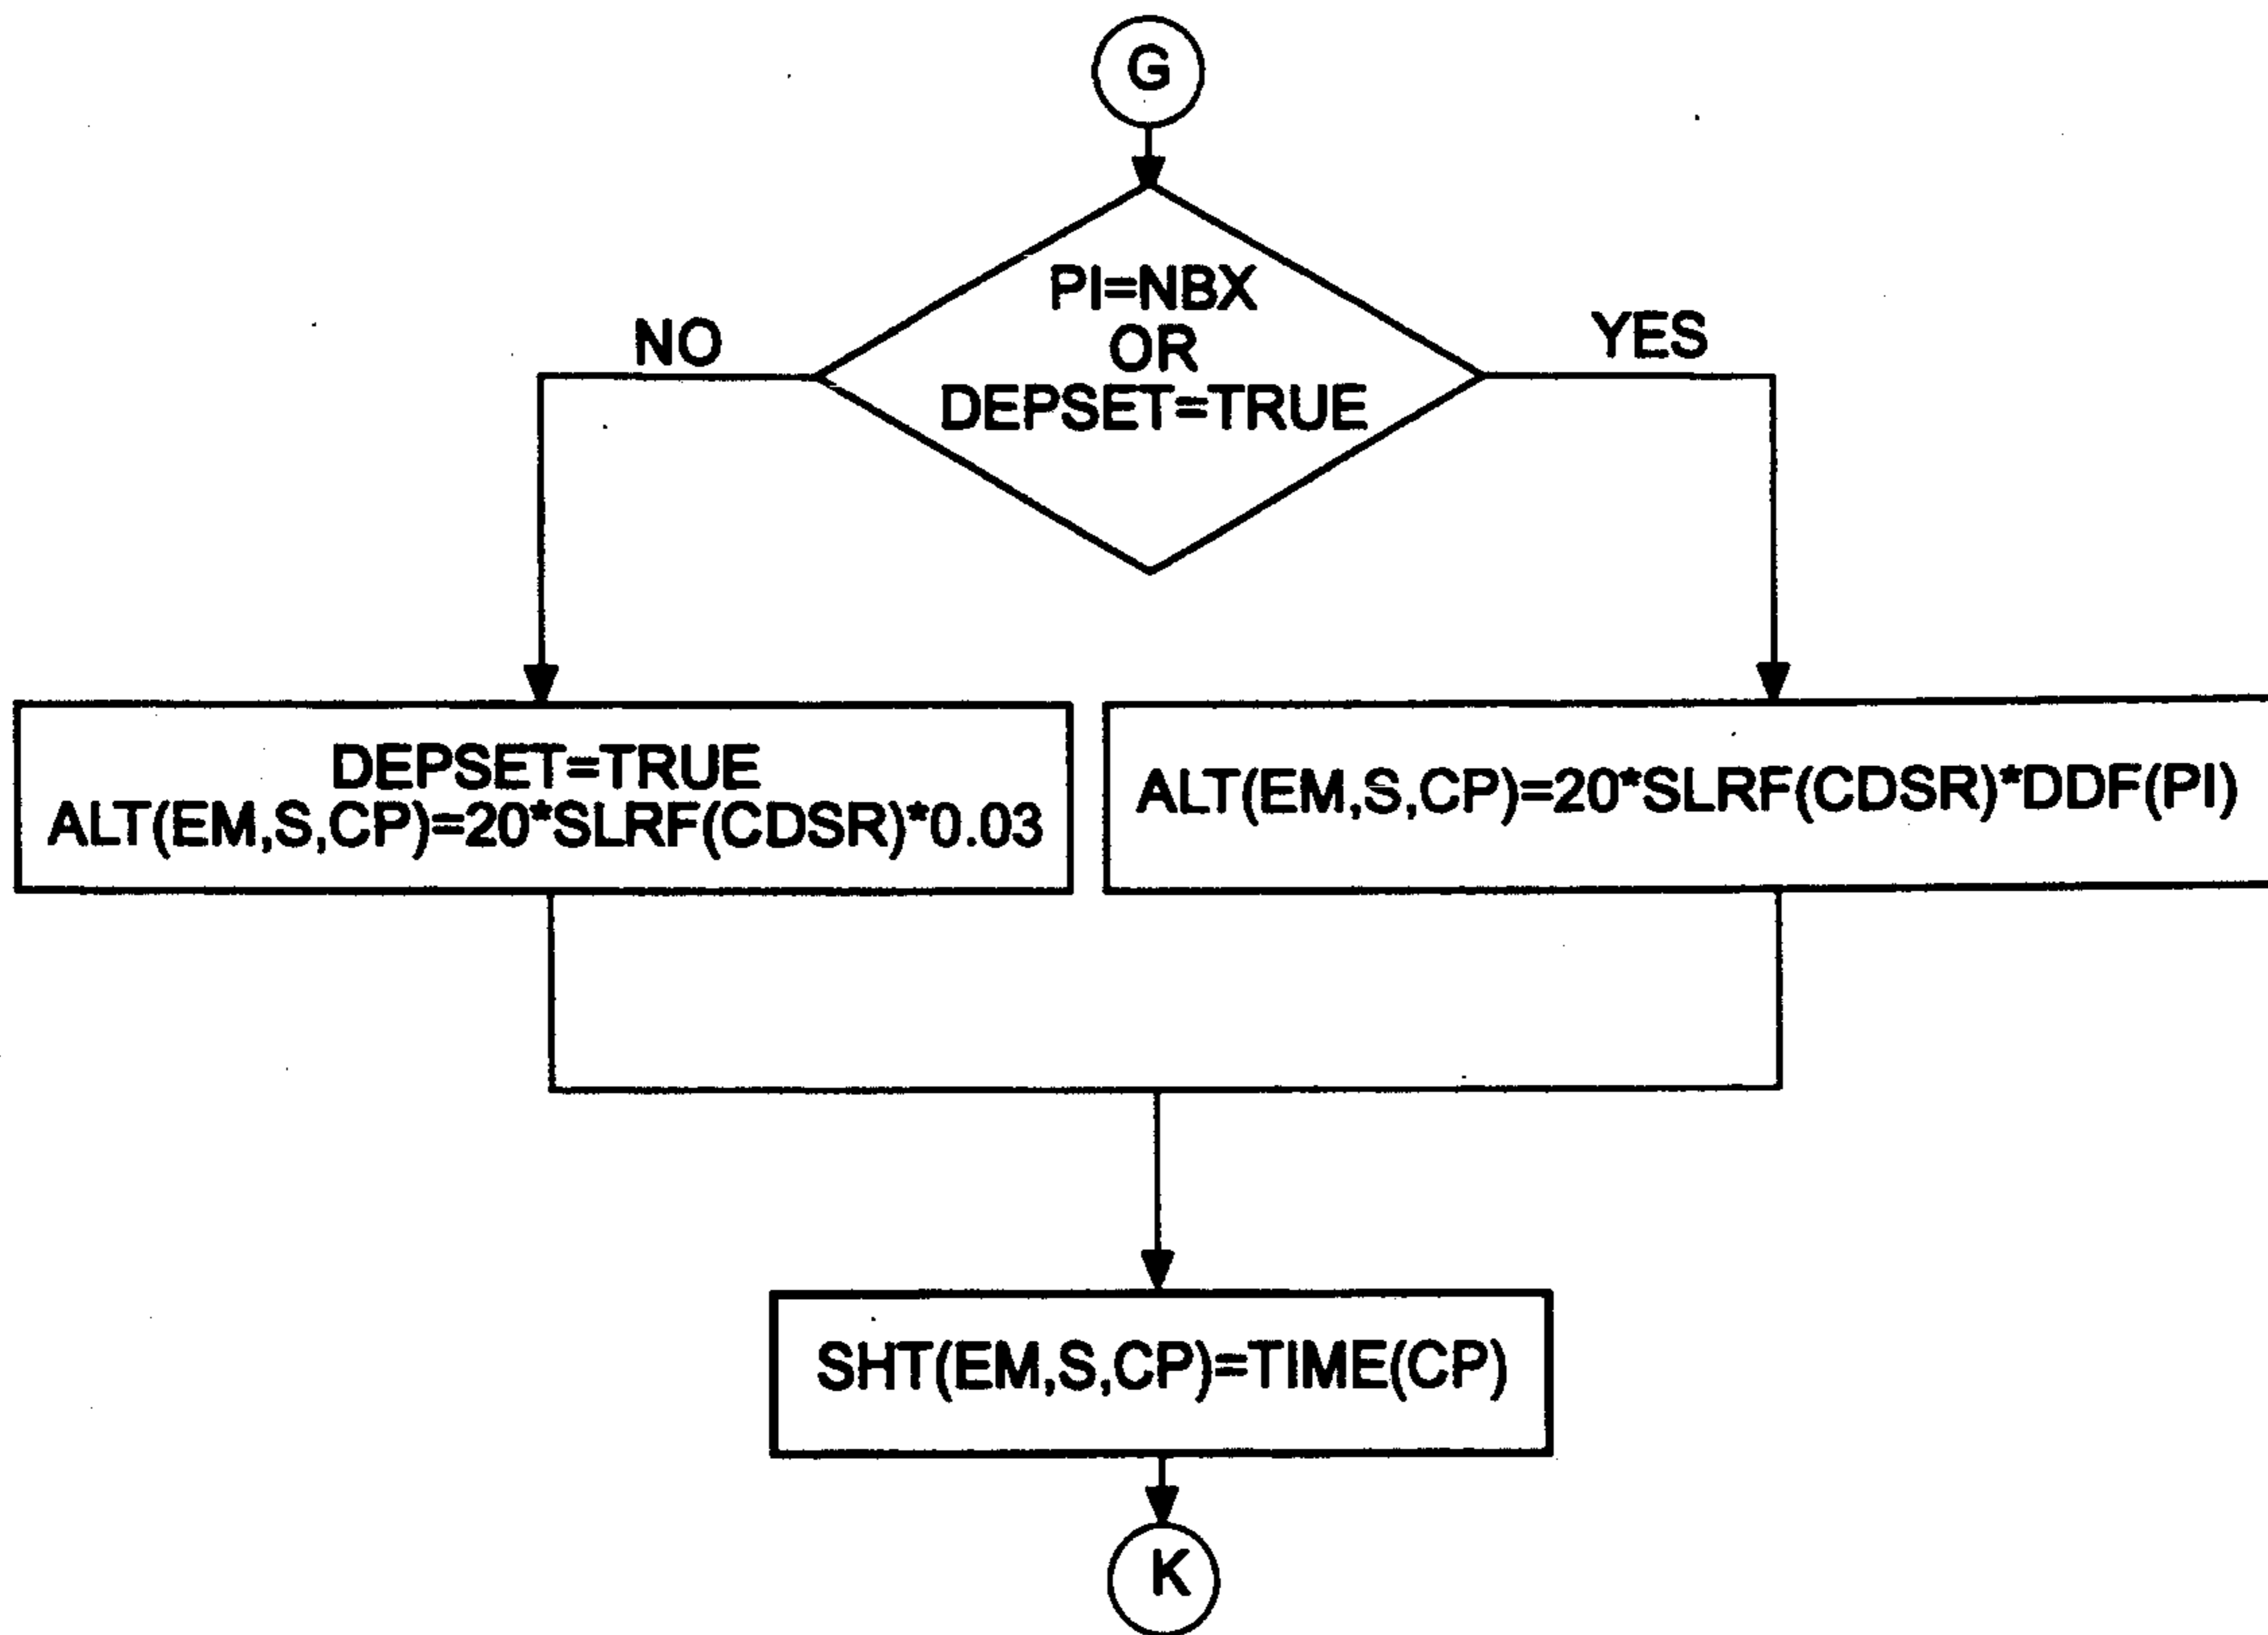 G
PI=NBX
OR
DEPSET=TRUE
NO
YES
DEPSET=TRUE
ALT(EM,S,CP)=20*SLRF(CDSR)*0.03
ALT(EM,S,CP)=20*SLRF(CDSR)*DDF(PI)
SHT(EM,S,CP)=TIME(CP)
K